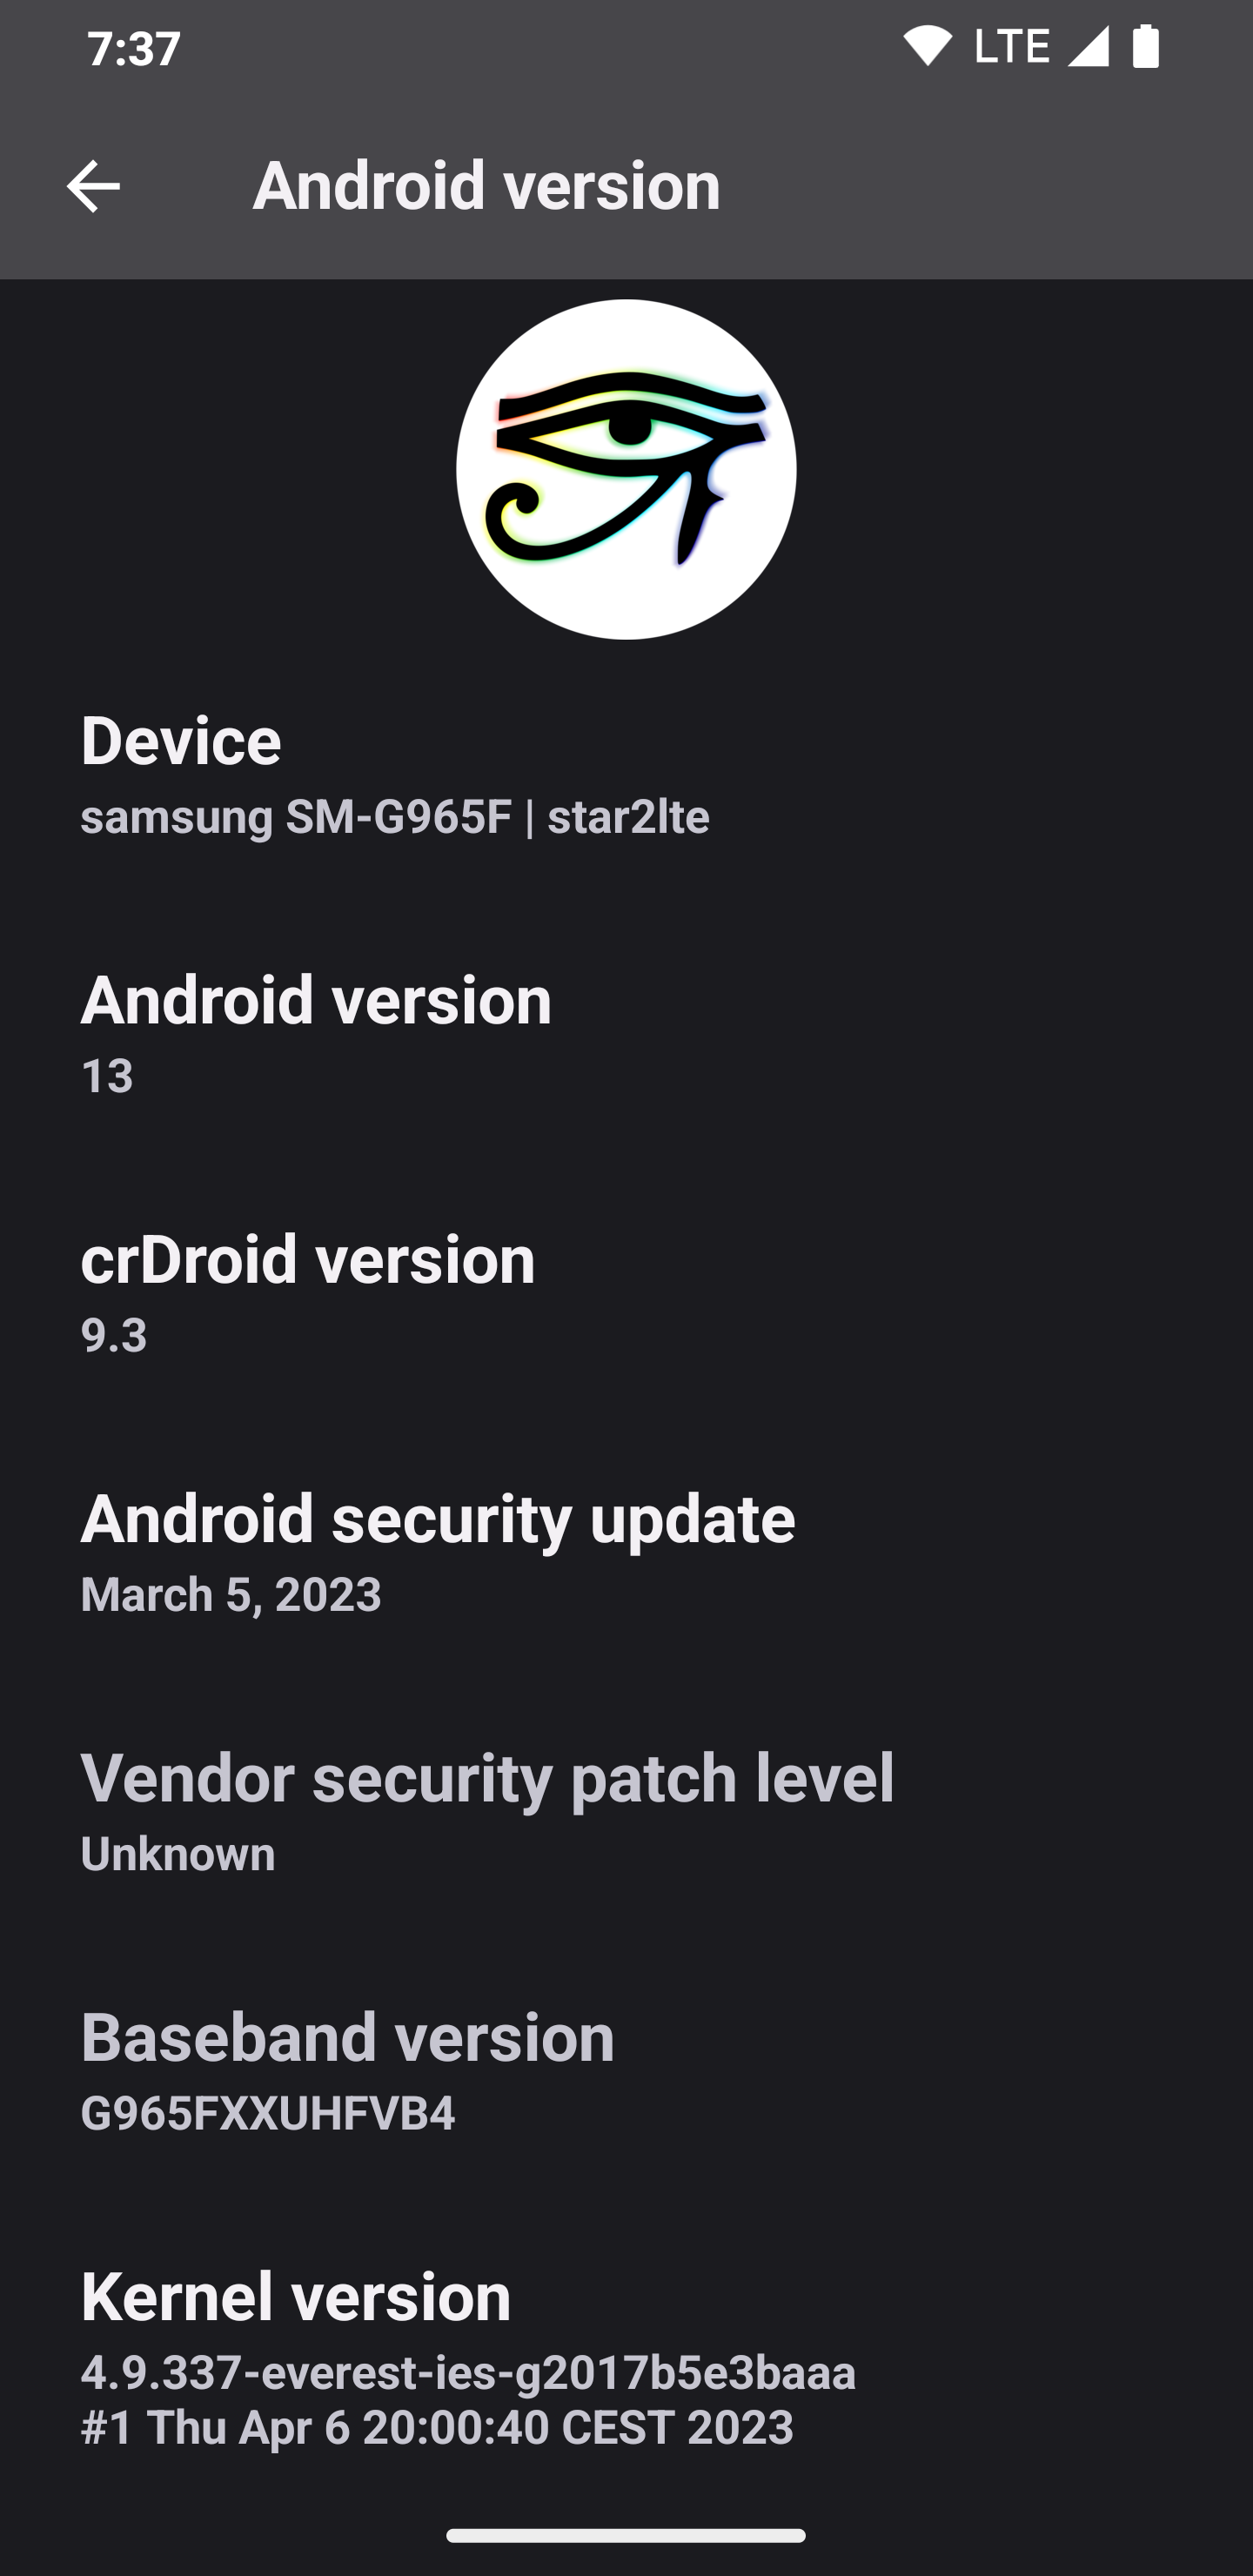 7:37 LTE
Android version
Device
samsung SM-G965F | star2lte
Android version
13
crDroid version
9.3
Android security update
March 5, 2023
Vendor security patch level
Unknown
Baseband version
G965FXXUHFVB4
Kernel version
4.9.337-everest-ies-g2017b5e3baaa
#1 Thu Apr 6 20:00:40 CEST 2023